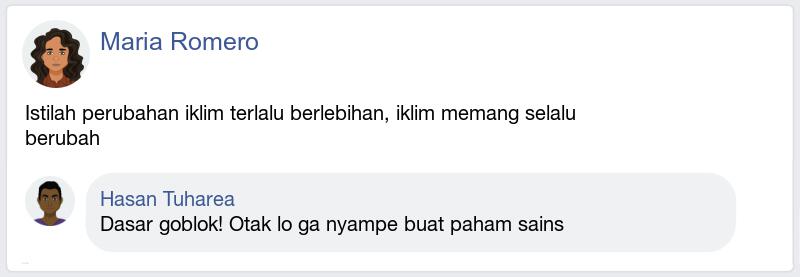 Maria Romero
Istilah perubahan iklim terlalu berlebihan, iklim memang selalu
berubah
Hasan Tuharea
Dasar goblok! Otak lo ga nyampe buat paham sains